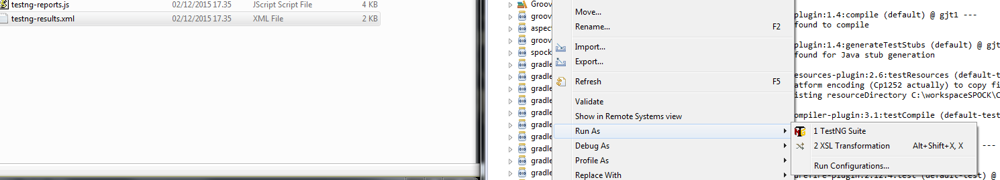 testng-reports.js 02/12/2015 17.35 JScript Script File 4 KB
testng-results.xml 02/12/2015 17.35 XML File 2 KB
Groov
groov
aspect
groov
spock
gradle
gradle
gradle
gradle
gradle
gradle
gradle
gradle
gradle
gradle
gradle
Move...
Rename... F2
Import...
Export...
Refresh F5
Validate
Show in Remote Systems view
Run As
Debug As
Profile As
Replace With
1 TestNG Suite
2 XSL Transformation Alt+Shift+X, X
Run Configurations...
plugin:1.4:compile (default) @ gjt1 ---
found to compile
plugin:1.4:generateTestStubs (default) @ gjt
found for Java stub generation
esources-plugin:2.6:testResources (default-t
atform encoding (Cp1252 actually) to copy fi
isting resourceDirectory C:\workspaceSPOCK\C
ompiler-plugin:3.1:testCompile (default-test
---
urefire-plugin:2.12.4:test (default-test) @